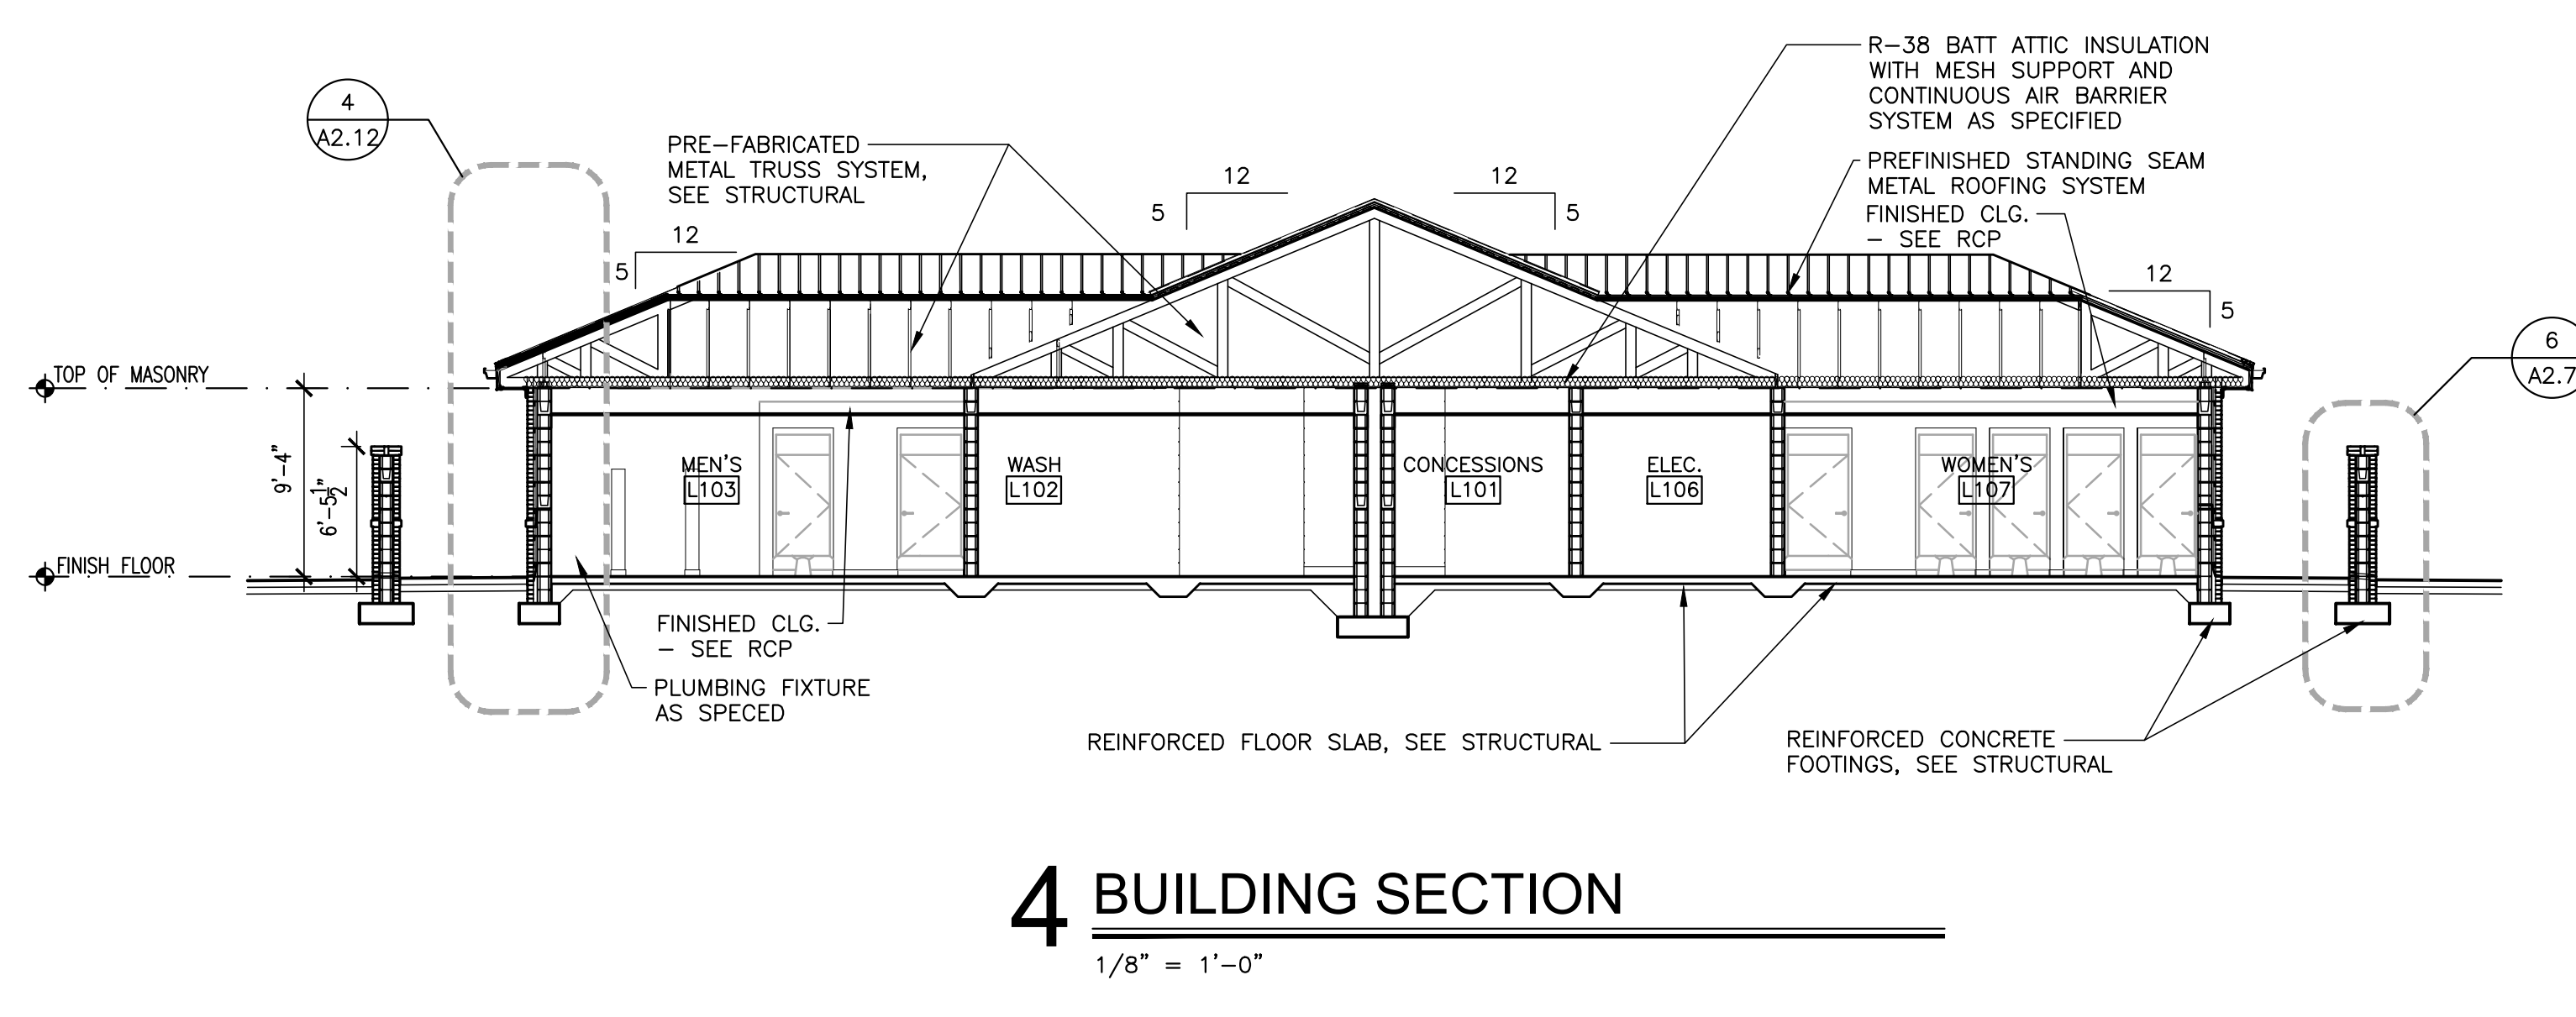 R-38 BATT ATTIC INSULATION
WITH MESH SUPPORT AND
CONTINUOUS AIR BARRIER
SYSTEM AS SPECIFIED
4
A2.12
PRE-FABRICATED
METAL TRUSS SYSTEM,
SEE STRUCTURAL
PREFINISHED STANDING SEAM
METAL ROOFING SYSTEM
FINISHED CLG.
- SEE RCP
12
5
12
5
12
5
12
5
6
A2.7
TOP OF MASONRY
9'-4"
6'-5 1/2"
FINISH FLOOR
MEN'S
L103
WASH
L102
CONCESSIONS
L101
ELEC.
L106
WOMEN'S
L107
FINISHED CLG.
- SEE RCP
PLUMBING FIXTURE
AS SPECED
REINFORCED FLOOR SLAB, SEE STRUCTURAL
REINFORCED CONCRETE
FOOTINGS, SEE STRUCTURAL
4 BUILDING SECTION
1/8" = 1'-0"